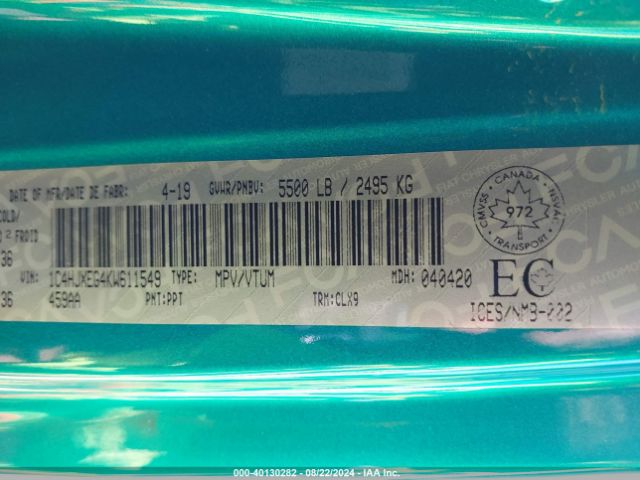 DATE OF MFR/DATE DE FABR: 4-19 GVWR/PNBV: 5500 LB / 2495 KG
COLD/
O ² FROID
36
VIN: 1C4HJXEG4KW611549 TYPE: MPV/VTUM MDH: 040420
36 459AA PNT:PPT TRM:CLX9
CMVSS CANADA NSVAC
972
TRANSPORT
EC
ICES/NMB-002
000-40130282 - 08/22/2024 - IAA Inc.